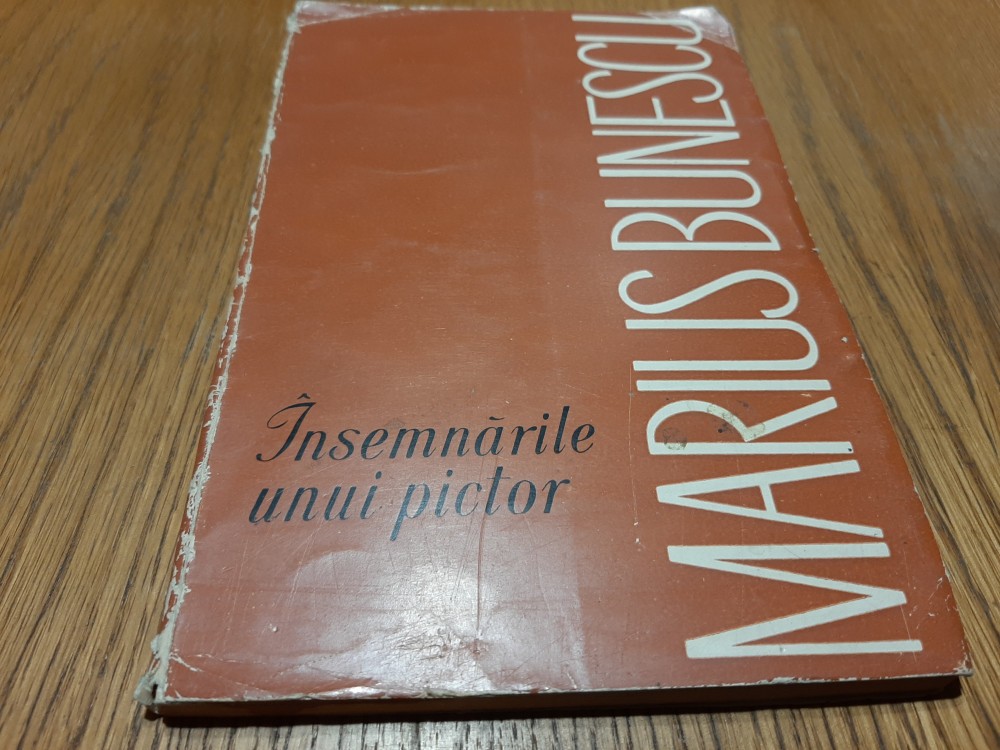 MARIUS BUNESCU
Însemnările
unui pictor